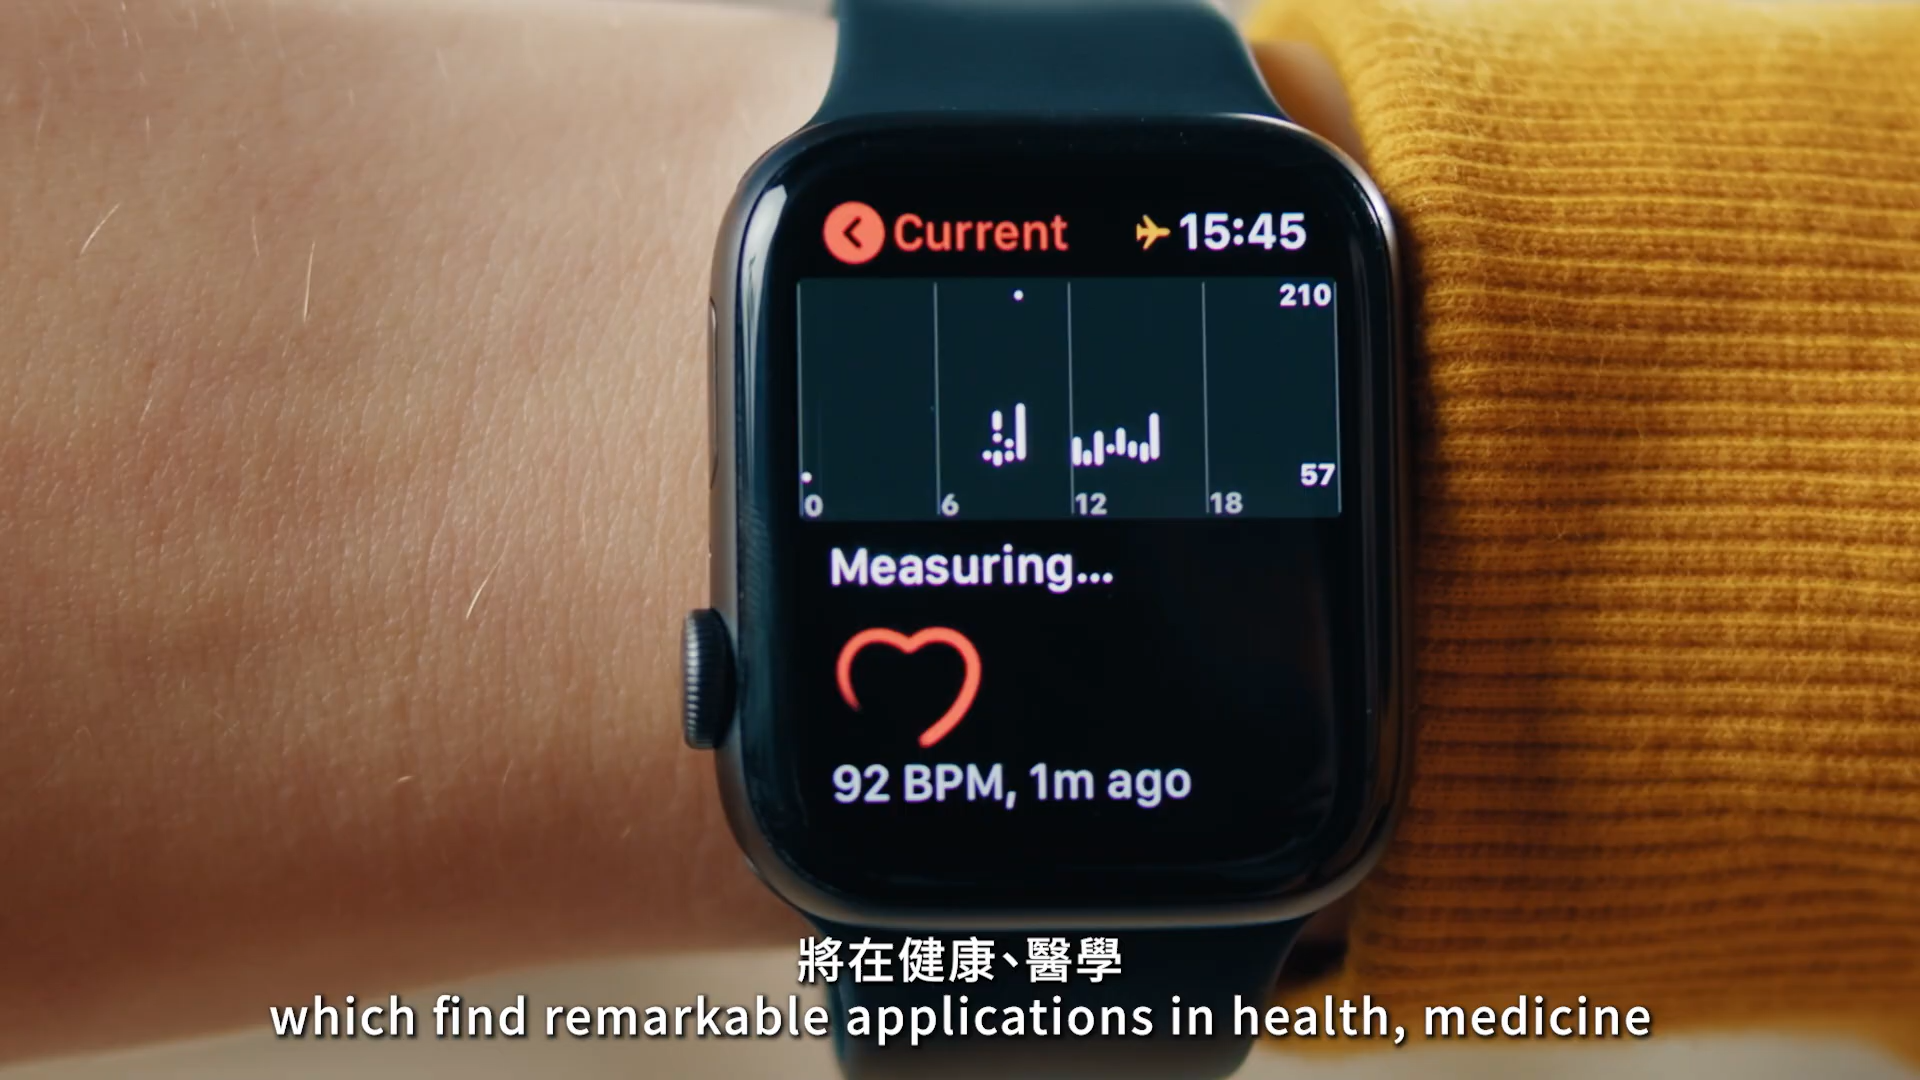 Current 15:45
210
57
0 6 12 18
Measuring...
92 BPM, 1m ago
將在健康、醫學
which find remarkable applications in health, medicine